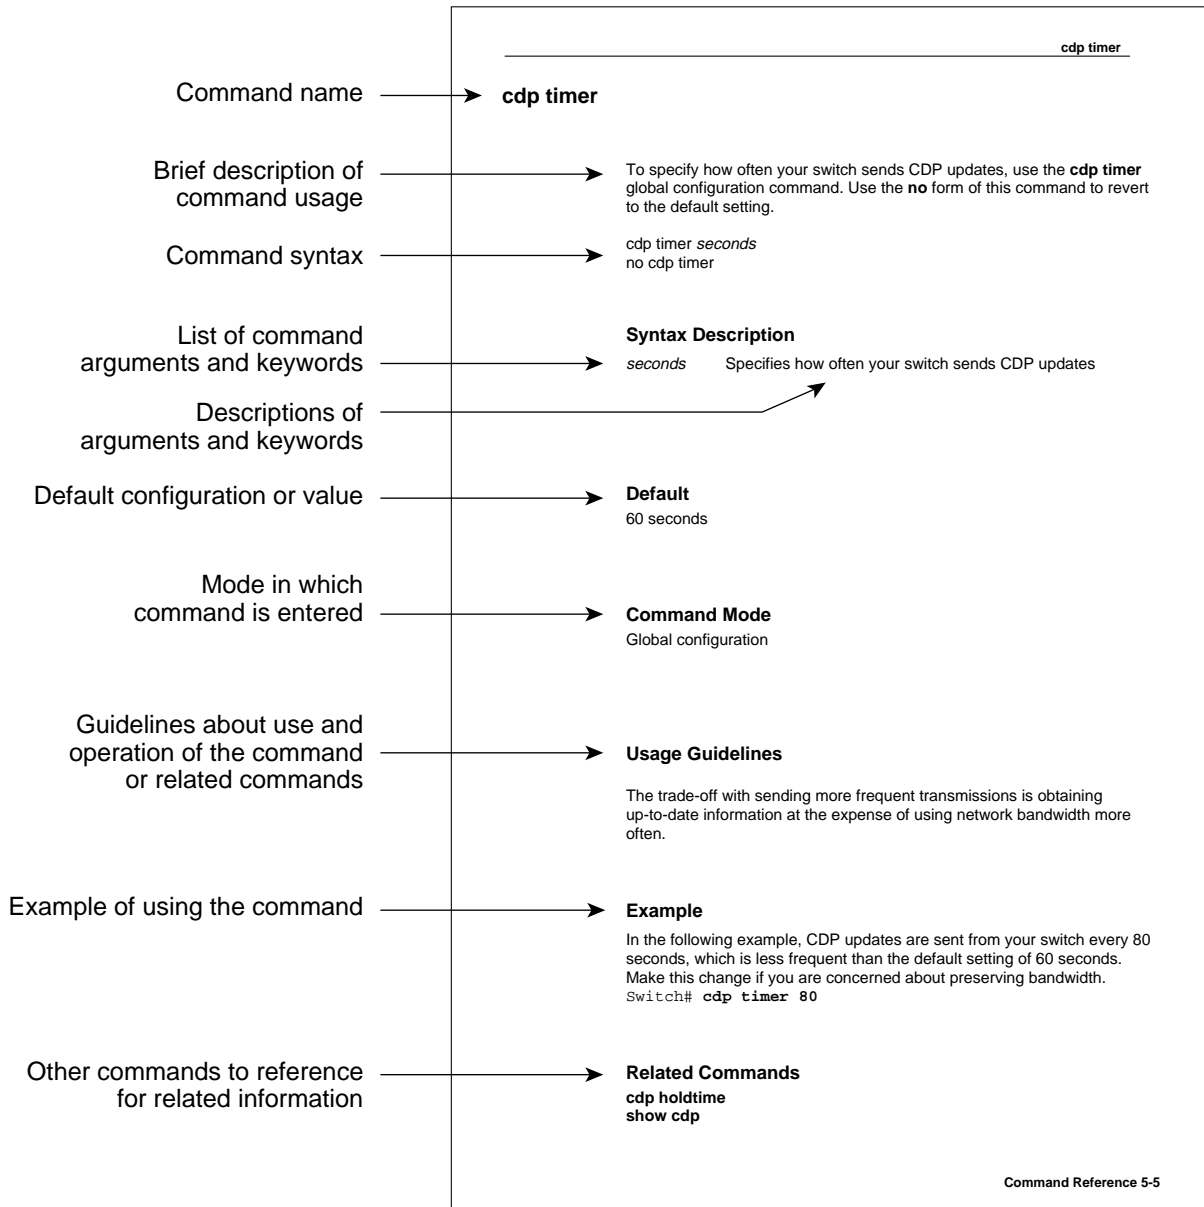 cdp timer
Command name
cdp timer
Brief description of
command usage
To specify how often your switch sends CDP updates, use the cdp timer
global configuration command. Use the no form of this command to revert
to the default setting.
Command syntax
cdp timer seconds
no cdp timer
List of command
arguments and keywords
Syntax Description
seconds Specifies how often your switch sends CDP updates
Descriptions of
arguments and keywords
Default configuration or value
Default
60 seconds
Mode in which
command is entered
Command Mode
Global configuration
Guidelines about use and
operation of the command
or related commands
Usage Guidelines
The trade-off with sending more frequent transmissions is obtaining
up-to-date information at the expense of using network bandwidth more
often.
Example of using the command
Example
In the following example, CDP updates are sent from your switch every 80
seconds, which is less frequent than the default setting of 60 seconds.
Make this change if you are concerned about preserving bandwidth.
Switch# cdp timer 80
Other commands to reference
for related information
Related Commands
cdp holdtime
show cdp
Command Reference 5-5